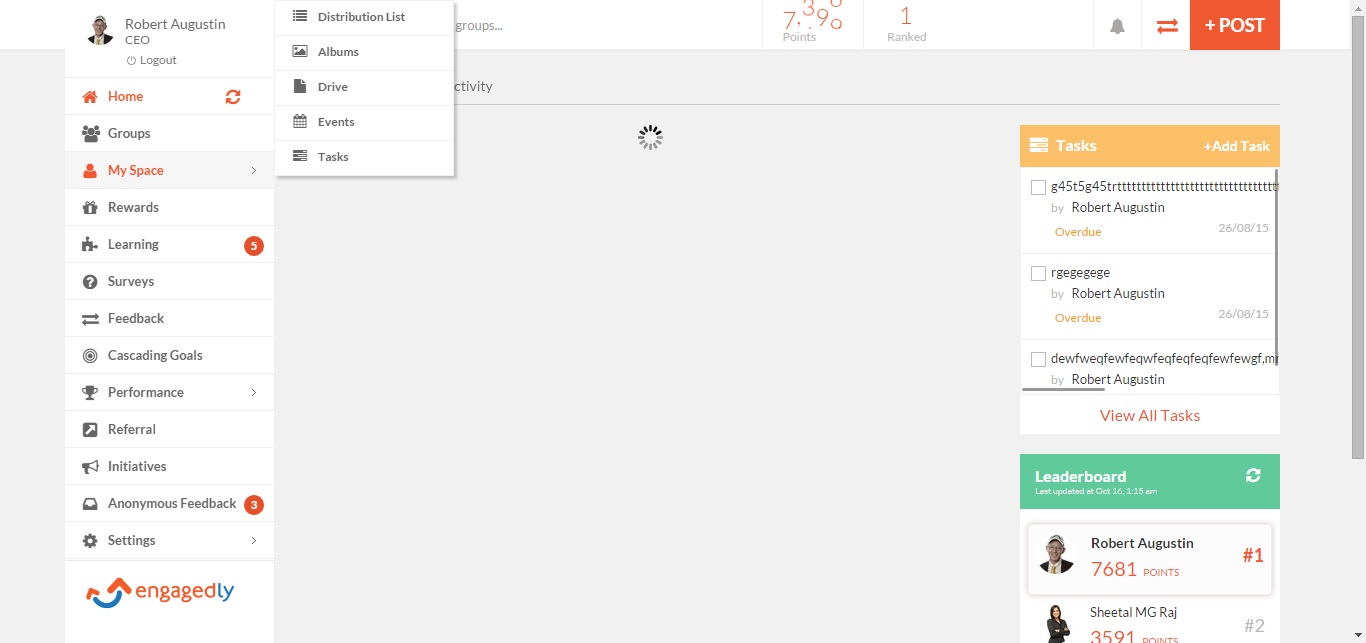 Robert Augustin
CEO
Logout
Home
Groups
My Space
Rewards
Learning
5
Surveys
Feedback
Cascading Goals
Performance
Referral
Initiatives
Anonymous Feedback
3
Settings
engagedly
Distribution List
Albums
Drive
Events
Tasks
groups...
Points
1
Ranked
+ POST
ctivity
Tasks
+Add Task
by Robert Augustin
Overdue
26/08/15
rgegegege
by Robert Augustin
Overdue
26/08/15
by Robert Augustin
View All Tasks
Leaderboard
Last updated at Oct 16, 1:15 am
Robert Augustin
7681 POINTS
#1
Sheetal MG Raj
3591 POINTS
#2